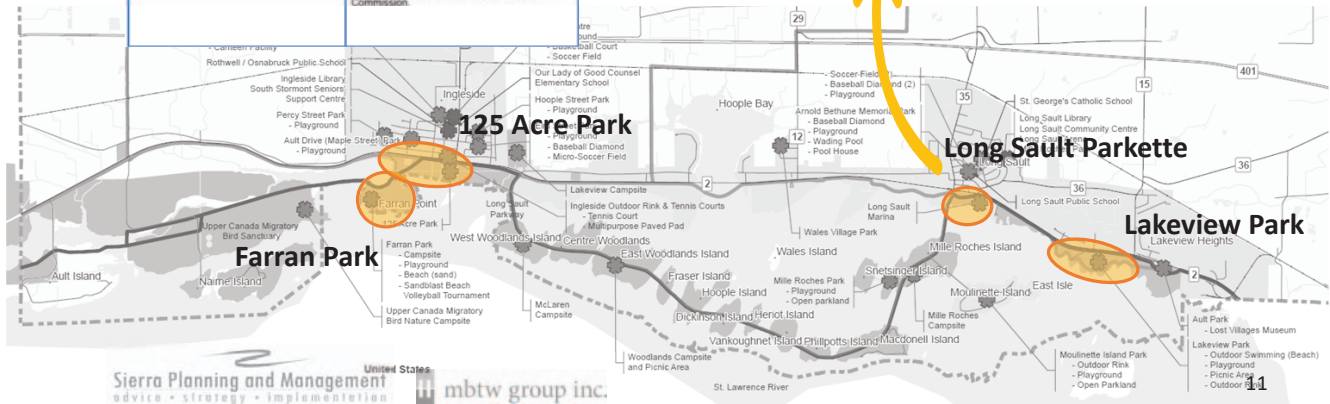 Commission.
29
- Canteen Facility
Rothwell / Osnabruck Public School
Ingleside Library
South Stormont Seniors
Support Centre
Percy Street Park
- Playground
Ault Drive (Maple Street) Park
- Playground
Ingleside
- Basketball Court
- Soccer Field
Our Lady of Good Counsel
Elementary School
Hoople Street Park
- Playground
- Playground
- Baseball Diamond
- Micro-Soccer Field
125 Acre Park
Hoople Bay
- Soccer Field (2)
- Baseball Diamond (2)
- Playground
Arnold Bethune Memorial Park
- Baseball Diamond
- Playground
- Wading Pool
- Pool House
12
35
401
15
St. George's Catholic School
Long Sault Library
Long Sault Community Centre
Long Sault Parkette
Long Sault
36
36
2
Lakeview Campsite
Ingleside Outdoor Rink & Tennis Courts
- Tennis Court
- Multipurpose Paved Pad
Long Sault
Parkway
Long Sault
Marina
Wales Village Park
Long Sault Public School
Lakeview Park
Lakeview Heights
2
Farran Point
125 Acre Park
Upper Canada Migratory
Bird Sanctuary
Farran Park
Farran Park
- Campsite
- Playground
- Beach (sand)
- Sandblast Beach
Volleyball Tournament
Upper Canada Migratory
Bird Nature Campsite
Ault Island
Nairne Island
West Woodlands Island
Centre Woodlands
East Woodlands Island
Fraser Island
Hoople Island
Dickinson Island
Heriot Island
Vankoughnet Island
Philpotts Island
Macdonell Island
Wales Island
Mille Roches Island
Snetsinger Island
Moulinette Island
East Isle
Mille Roches Park
- Playground
- Open parkland
Mille Roches
Campsite
McLaren
Campsite
Woodlands Campsite
and Picnic Area
St. Lawrence River
United States
Moulinette Island Park
- Outdoor Rink
- Playground
- Open Parkland
Ault Park
- Lost Villages Museum
Lakeview Park
- Outdoor Swimming (Beach)
- Playground
- Picnic Area
- Outdoor Rink
Sierra Planning and Management
advice • strategy • implementation
mbtw group inc.
11